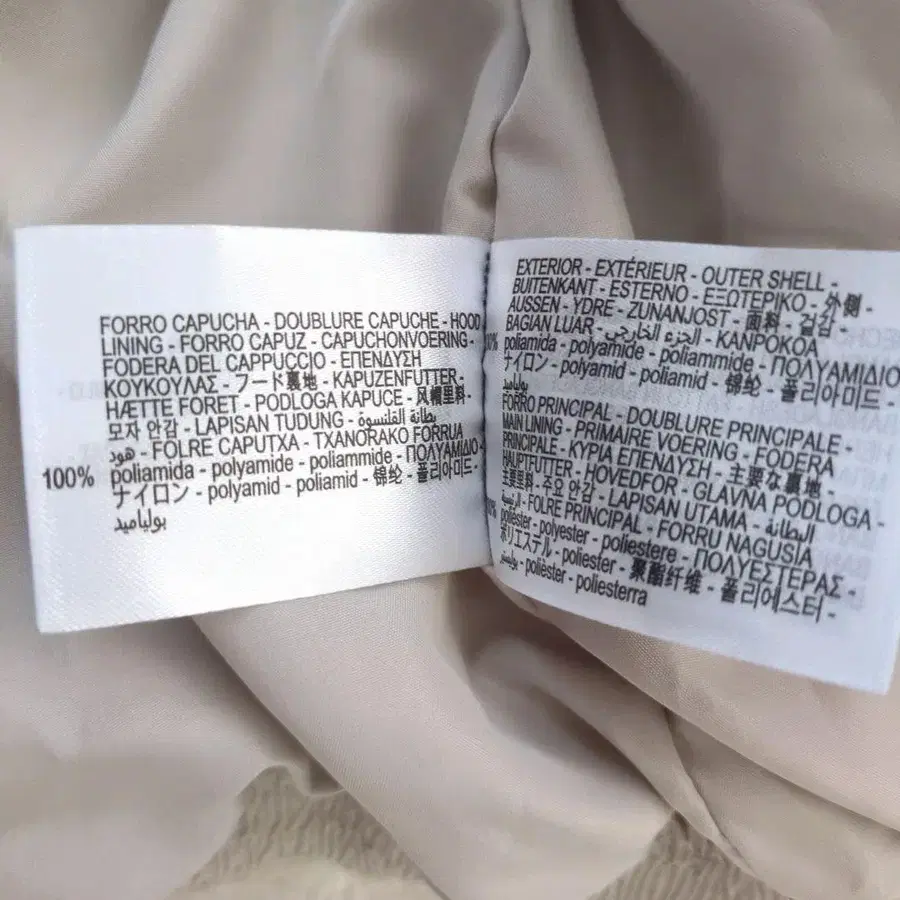 FORRO CAPUCHA - DOUBLURE CAPUCHE - HOOD
LINING - FORRO CAPUZ - CAPUCHONVOERING -
FODERA DEL CAPPUCCIO - ΕΠΕΝΔΥΣΗ
ΚΟΥΚΟΥΛΑΣ - フード裏地 - KAPUZENFUTTER -
HÆTTE FORET - PODLOGA KAPUCE - 风帽里料 -
모자 안감 - LAPISAN TUDUNG - بطانة القلنسوة -
هود - FOLRE CAPUTXA - TXANORAKO FORRUA
100% poliamida - polyamide - poliammide - ΠΟΛΥΑΜΙΔΙΟ -
ナイロン - polyamid - poliamid - 锦纶 - 폴리아미드 -
بولياميد
EXTERIOR - EXTÉRIEUR - OUTER SHELL -
BUITENKANT - ESTERNO - ΕΞΩΤΕΡΙΚΟ - 外側 -
AUSSEN - YDRE - ZUNANJOST - 面料 - 겉감 -
BAGIAN LUAR - الجزء الخارجي - KANPOKOA
poliamida - polyamide - poliammide - ΠΟΛΥΑΜΙΔΙΟ
ナイロン - polyamid - poliamid - 锦纶 - 폴리아미드 -
بولياميد
FORRO PRINCIPAL - DOUBLURE PRINCIPALE -
MAIN LINING - PRIMAIRE VOERING - FODERA
PRINCIPALE - ΚΥΡΙΑ ΕΠΕΝΔΥΣΗ - 主要な裏地 -
HAUPTFUTTER - HOVEDFOR - GLAVNA PODLOGA -
主要里料 - 주요 안감 - LAPISAN UTAMA - البطانة
الرئيسية - FOLRE PRINCIPAL - FORRU NAGUSIA
poliéster - polyester - poliestere - ΠΟΛΥΕΣΤΕΡΑΣ -
ポリエステル - poliester - poliester - 聚酯纤维 - 폴리에스터 -
بوليستر - polièster - poliesterra